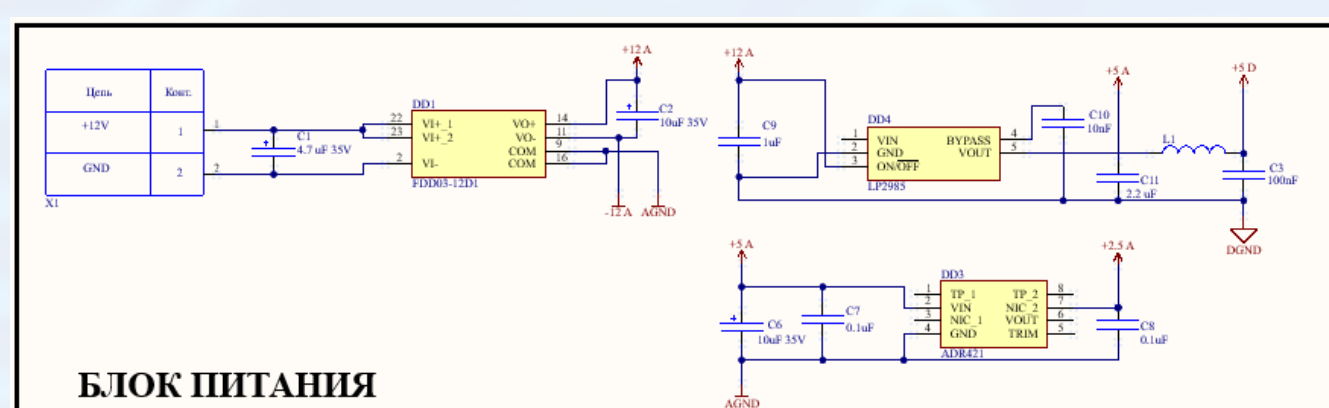 Цепь Конт.
+12V 1 1
GND 2 2
X1
C1
4.7 uF 35V
DD1
22 VI+_1 VO+ 14
23 VI+_2 VO- 11
COM 9
2 VI- COM 16
FDD03-12D1
+12 A
C2
10uF 35V
-12 A AGND
+12 A
C9
1uF
DD4
1 VIN BYPASS 4
2 GND VOUT 5
3 ON/OFF
LP2985
C10
10nF
+5 A
C11
2.2 uF
L1
+5 D
C3
100nF
DGND
+5 A
C6
10uF 35V
C7
0.1uF
DD3
1 TP_1 TP_2 8
2 VIN NIC_2 7
3 NIC_1 VOUT 6
4 GND TRIM 5
ADR421
+2.5 A
C8
0.1uF
AGND
БЛОК ПИТАНИЯ